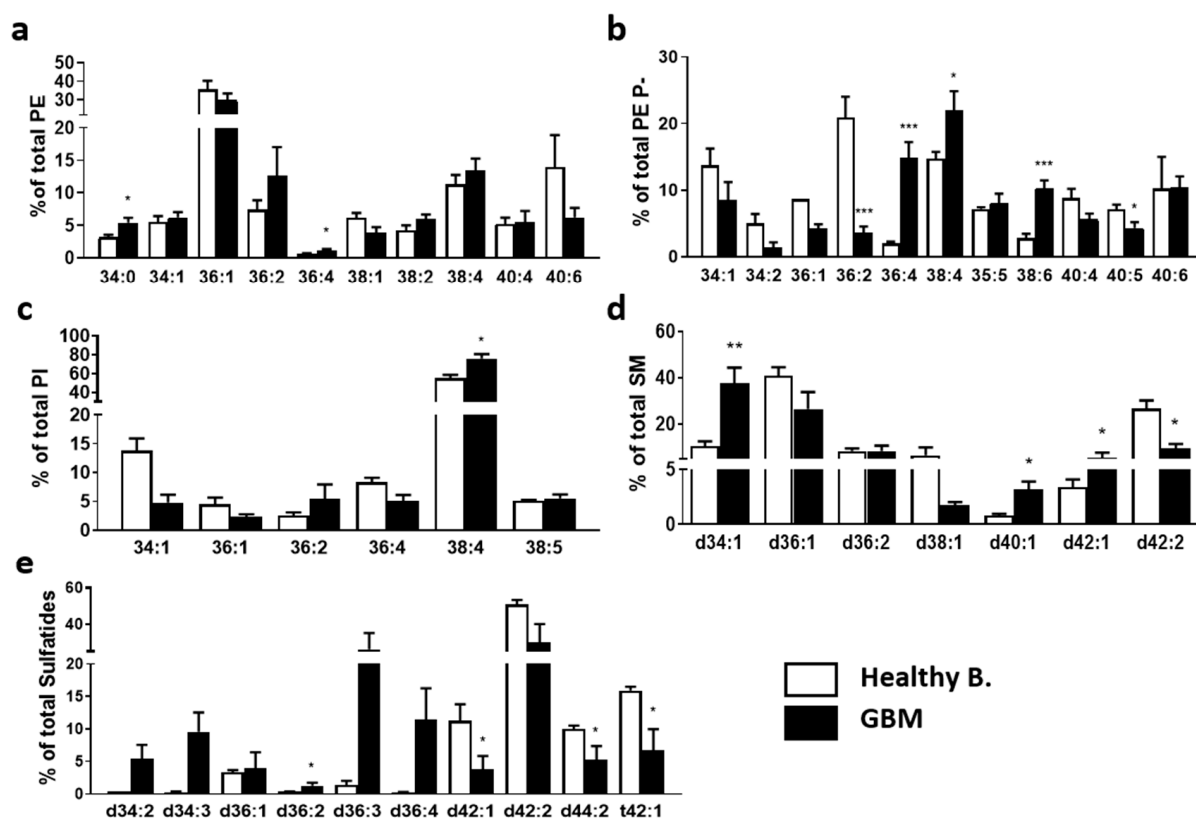 a
% of total PE
50
40
30
20
15
10
5
0
*
*
34:0 34:1 36:1 36:2 36:4 38:1 38:2 38:4 40:4 40:6
b
% of total PE P-
30
20
10
0
*** *** * *** *
34:1 34:2 36:1 36:2 36:4 38:4 35:5 38:6 40:4 40:5 40:6
c
% of total PI
100
80
60
40
20
15
10
5
0
*
34:1 36:1 36:2 36:4 38:4 38:5
d
% of total SM
60
40
20
5
0
** * * *
d34:1 d36:1 d36:2 d38:1 d40:1 d42:1 d42:2
e
% of total Sulfatides
60
40
20
15
10
5
0
* * * *
d34:2 d34:3 d36:1 d36:2 d36:3 d36:4 d42:1 d42:2 d44:2 t42:1
Healthy B.
GBM